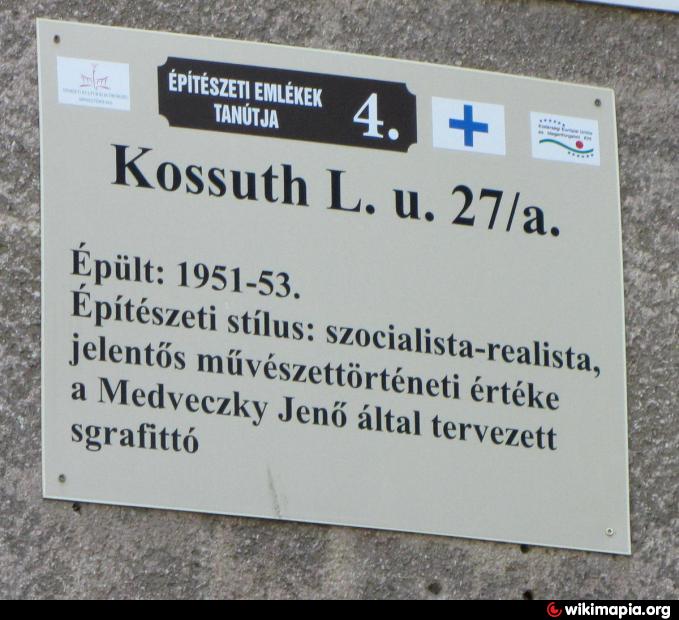 ÉPÍTÉSZETI EMLÉKEK
TANÚTJA
4.
Kossuth L. u. 27/a.
Épült: 1951-53.
Építészeti stílus: szocialista-realista,
jelentős művészettörténeti értéke
a Medveczky Jenő által tervezett
sgrafittó
wikimapia.org